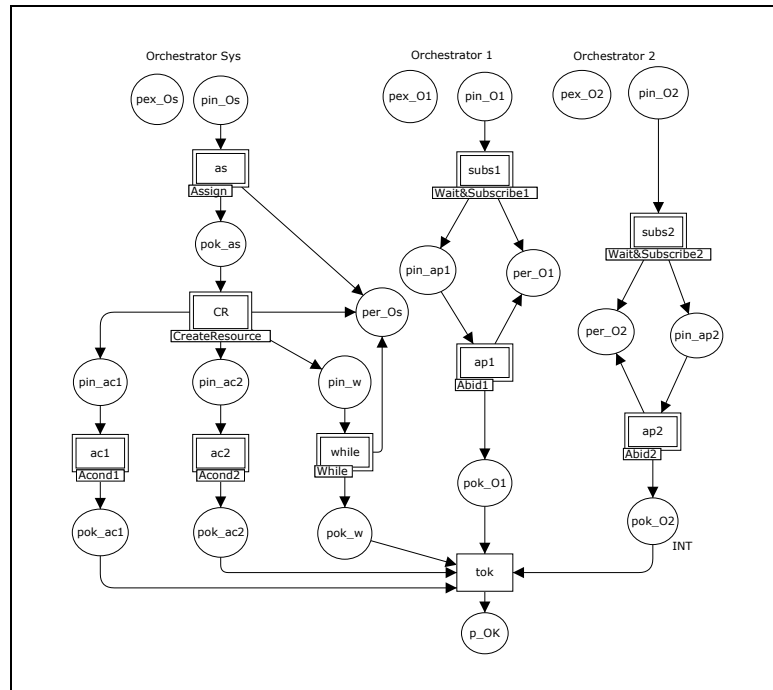 Orchestrator Sys
Orchestrator 1
Orchestrator 2
pex_Os
pin_Os
pex_O1
pin_O1
pex_O2
pin_O2
as
Assign
subs1
Wait&Subscribe1
subs2
Wait&Subscribe2
pok_as
pin_ap1
per_O1
CR
CreateResource
per_Os
per_O2
pin_ap2
ap1
Abid1
pin_ac1
pin_ac2
pin_w
ap2
Abid2
ac1
Acond1
ac2
Acond2
while
While
pok_O1
pok_O2
INT
pok_ac1
pok_ac2
pok_w
tok
p_OK